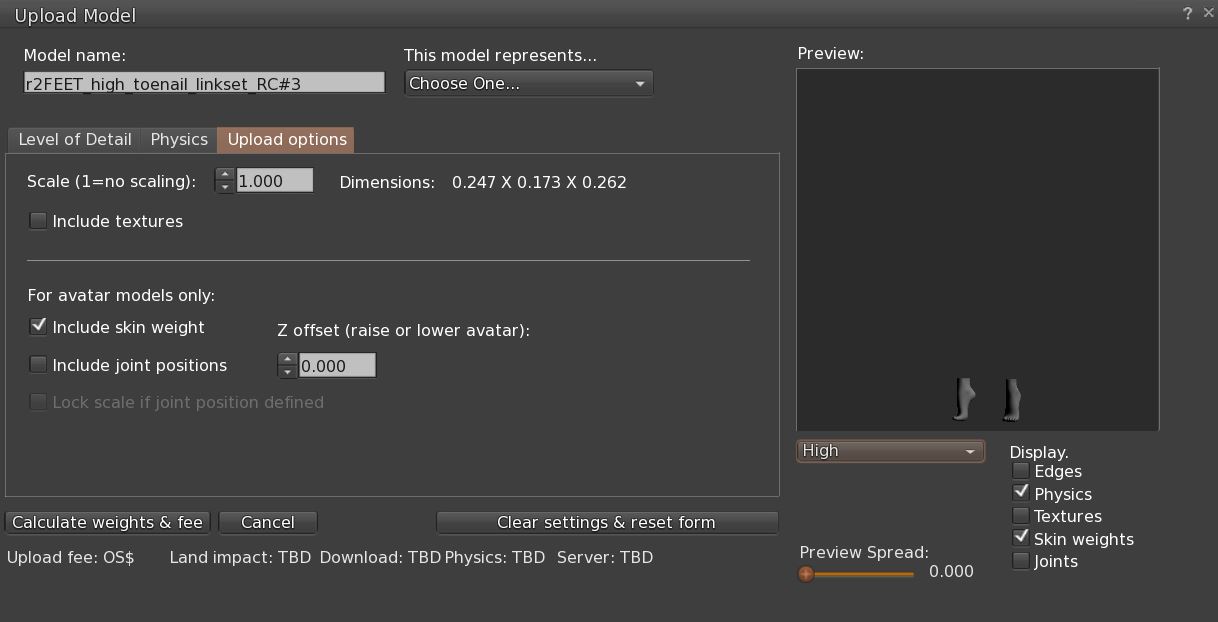 Upload Model
?
Model name: This model represents... Preview:
r2FEET_high_toenail_linkset_RC#3 Choose One...
Level of Detail Physics Upload options
Scale (1=no scaling): 1.000 Dimensions: 0.247 X 0.173 X 0.262
Include textures
For avatar models only:
Include skin weight Z offset (raise or lower avatar):
Include joint positions 0.000
Lock scale if joint position defined
High Display.
Edges
Physics
Textures
Skin weights
Joints
Calculate weights & fee Cancel Clear settings & reset form
Upload fee: OS$ Land impact: TBD Download: TBD Physics: TBD Server: TBD
Preview Spread:
0.000